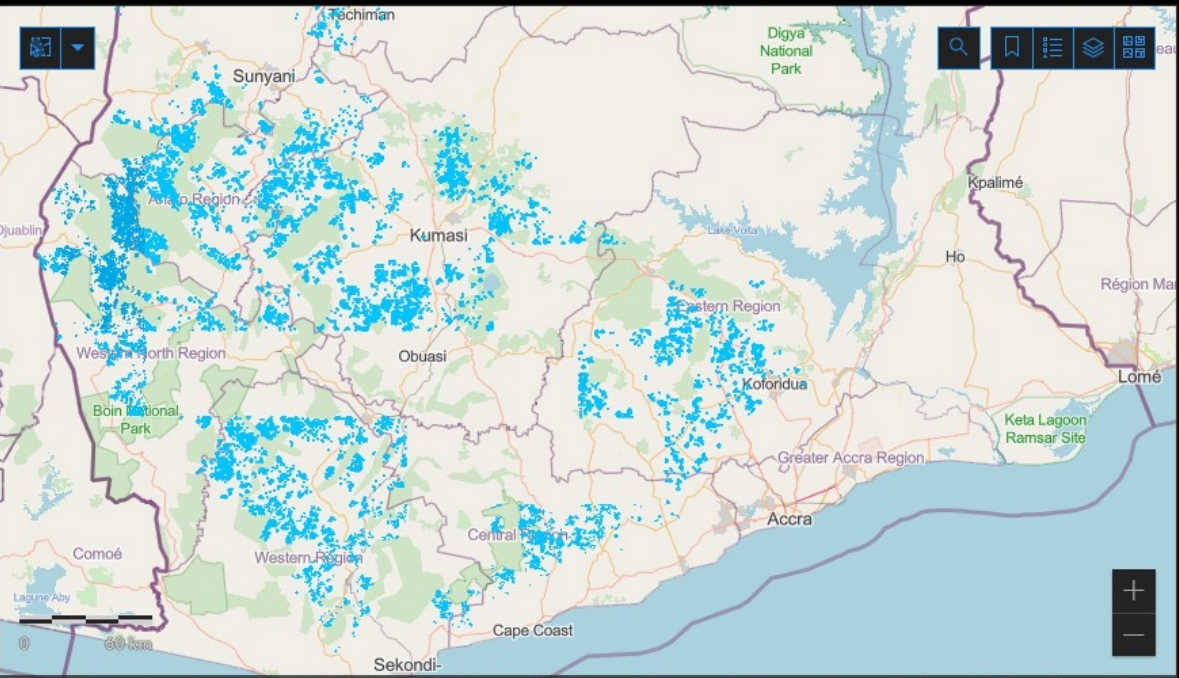 Techiman
Sunyani
Digya
National
Park
Kpalimé
Ahafo Region
Djuablin
Kumasi
Lake Volta
Ho
Région Ma
Eastern Region
Western North Region
Obuasi
Koforidua
Lomé
Boin National
Park
Keta Lagoon
Ramsar Site
Greater Accra Region
Accra
Central Region
Comoé
Western Region
Lagune Aby
0
60 km
Cape Coast
Sekondi-